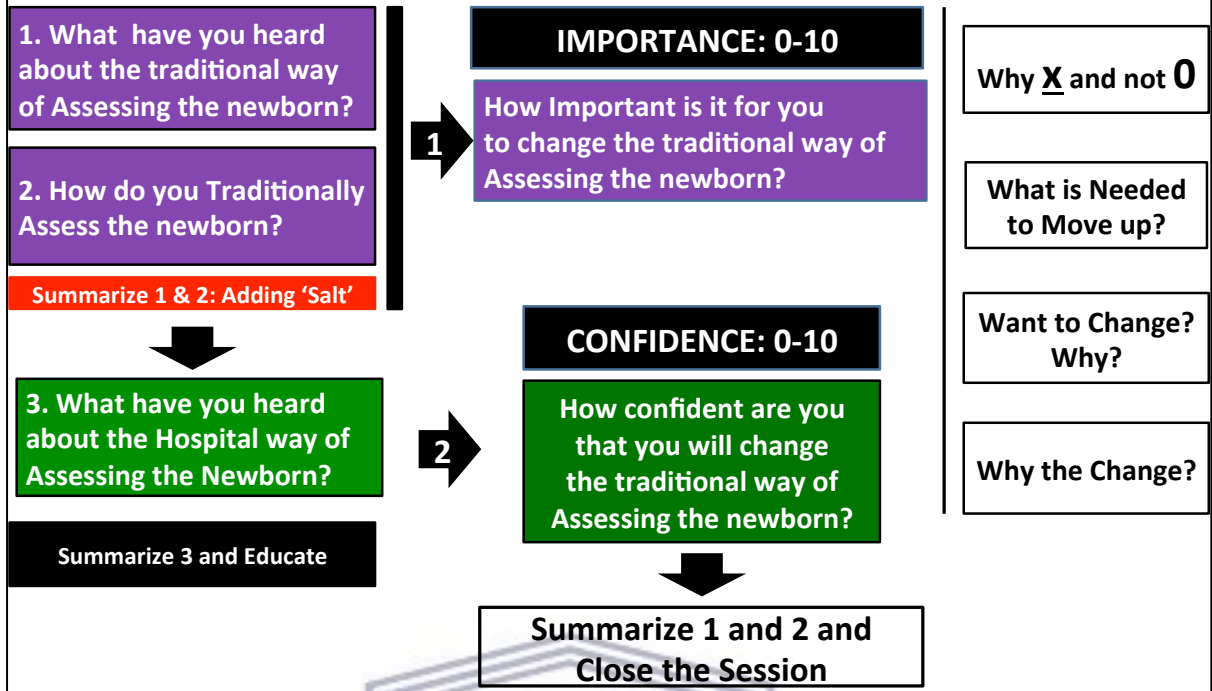 1. What have you heard
about the traditional way
of Assessing the newborn?
2. How do you Traditionally
Assess the newborn?
Summarize 1 & 2: Adding ‘Salt’
3. What have you heard
about the Hospital way of
Assessing the Newborn?
Summarize 3 and Educate
1
2
IMPORTANCE: 0-10
How Important is it for you
to change the traditional way of
Assessing the newborn?
CONFIDENCE: 0-10
How confident are you
that you will change
the traditional way of
Assessing the newborn?
Summarize 1 and 2 and
Close the Session
Why X and not 0
What is Needed
to Move up?
Want to Change?
Why?
Why the Change?